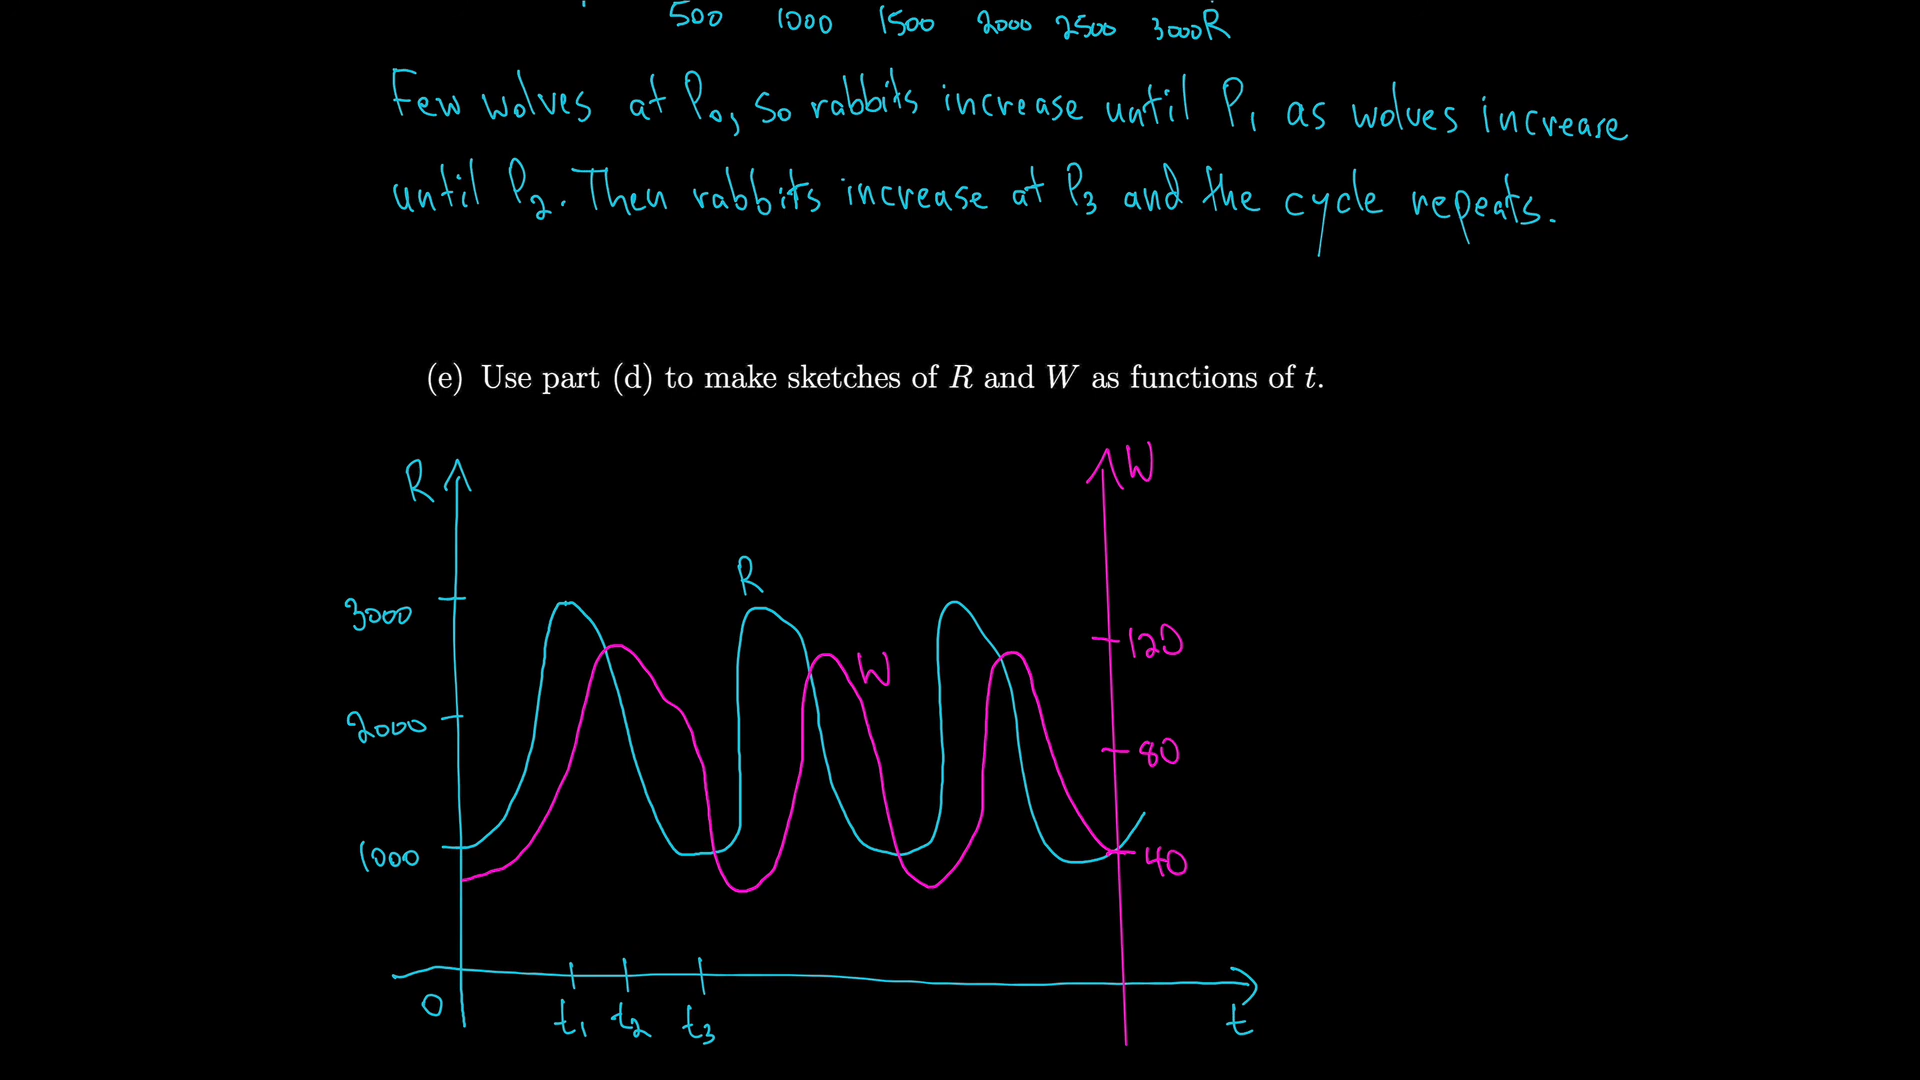 500 1000 1500 2000 2500 3000 R
Few wolves at P₀, so rabbits increase until P₁ as wolves increase
until P₂. Then rabbits increase at P₃ and the cycle repeats.
(e) Use part (d) to make sketches of R and W as functions of t.
R
W
R
3000
120
W
2000
80
1000
40
0
t₁ t₂ t₃
t